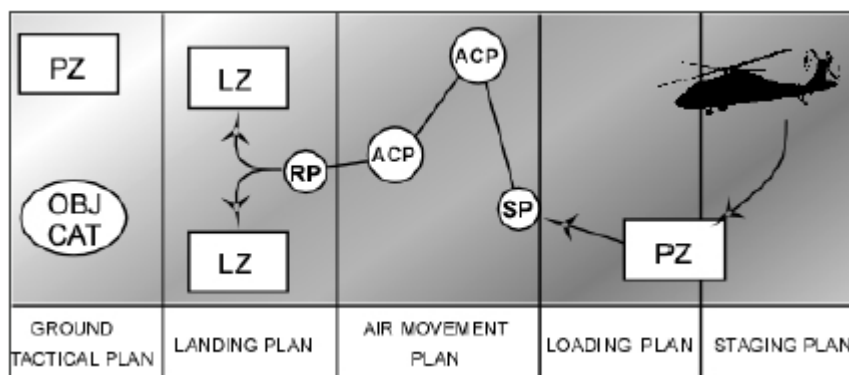 PZ
OBJ
CAT
LZ
LZ
RP
ACP
ACP
SP
PZ
GROUND
TACTICAL PLAN
LANDING PLAN
AIR MOVEMENT
PLAN
LOADING PLAN
STAGING PLAN